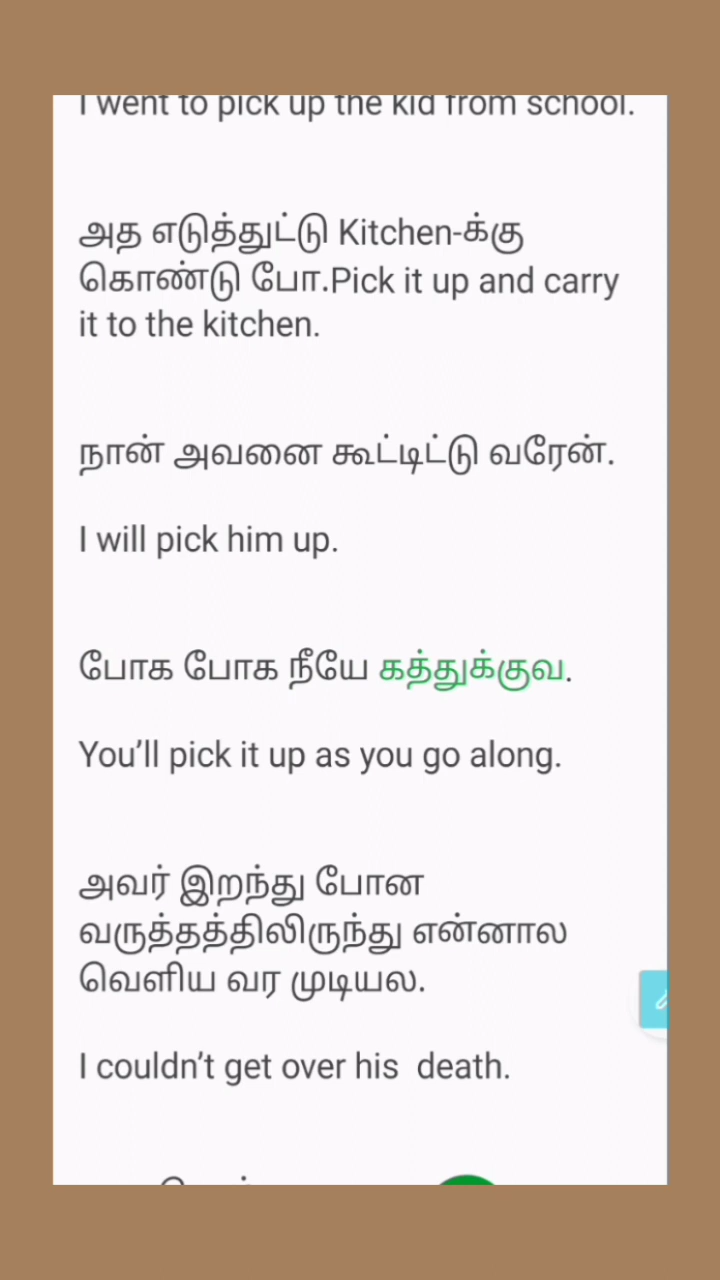 I went to pick up the kid from school.
அத எடுத்துட்டு Kitchen-க்கு
கொண்டு போ.Pick it up and carry
it to the kitchen.
நான் அவனை கூட்டிட்டு வரேன்.
I will pick him up.
போக போக நீயே கத்துக்குவ.
You’ll pick it up as you go along.
அவர் இறந்து போன
வருத்தத்திலிருந்து என்னால
வெளிய வர முடியல.
I couldn’t get over his  death.